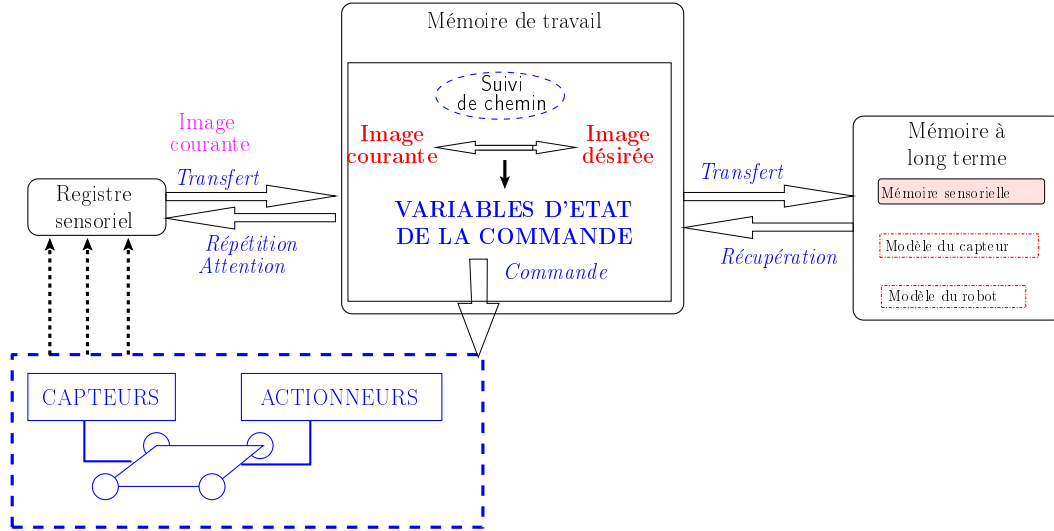 Mémoire de travail
Suivi
de chemin
Image
courante
Image
désirée
VARIABLES D'ETAT
DE LA COMMANDE
Commande
Image
courante
Transfert
Registre
sensoriel
Répétition
Attention
Transfert
Récupération
Mémoire à
long terme
Mémoire sensorielle
Modèle du capteur
Modèle du robot
CAPTEURS
ACTIONNEURS